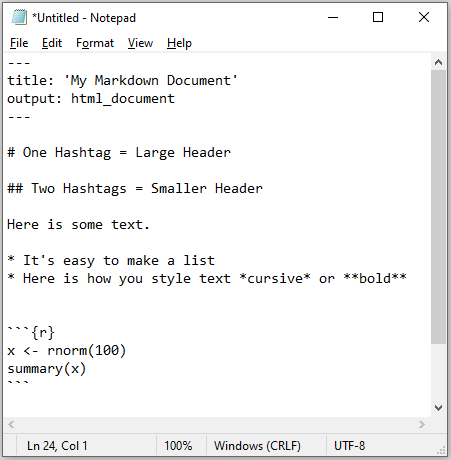 *Untitled - Notepad
File Edit Format View Help
---
title: 'My Markdown Document'
output: html_document
---
# One Hashtag = Large Header
## Two Hashtags = Smaller Header
Here is some text.
* It's easy to make a list
* Here is how you style text *cursive* or **bold**
```{r}
x <- rnorm(100)
summary(x)
```
Ln 24, Col 1 100% Windows (CRLF) UTF-8